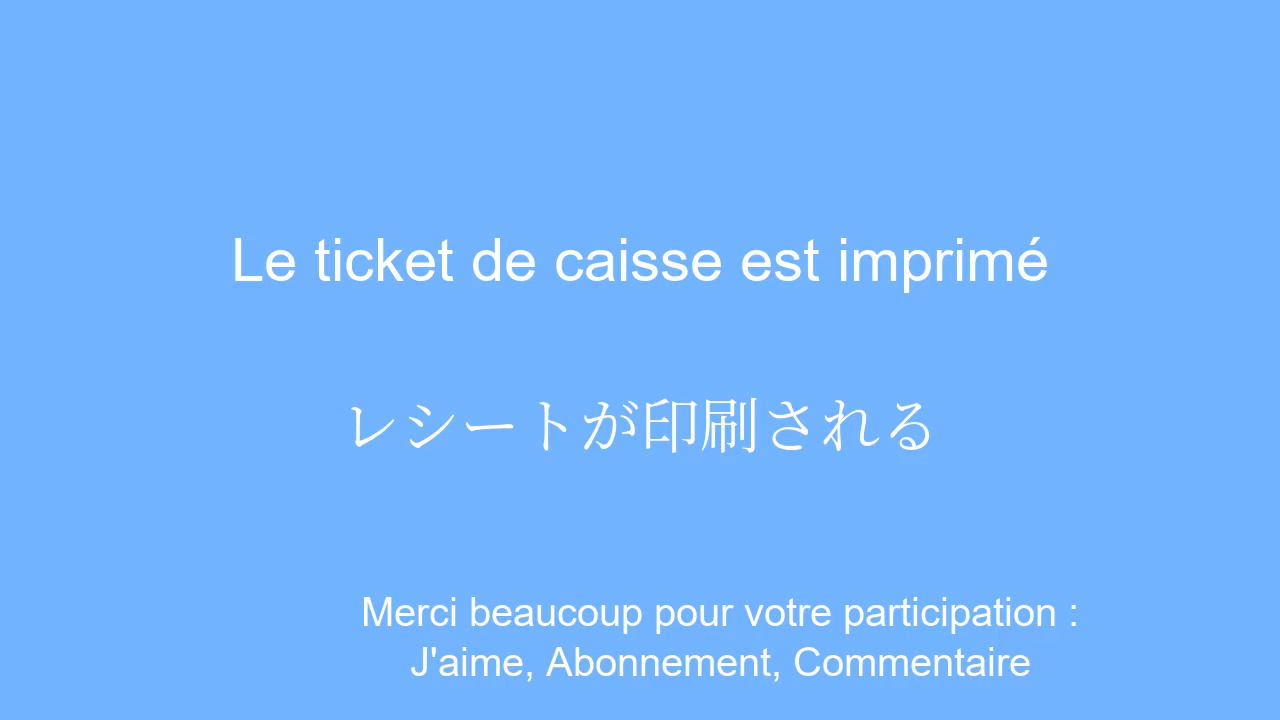 Le ticket de caisse est imprimé
レシートが印刷される
Merci beaucoup pour votre participation :
J'aime, Abonnement, Commentaire